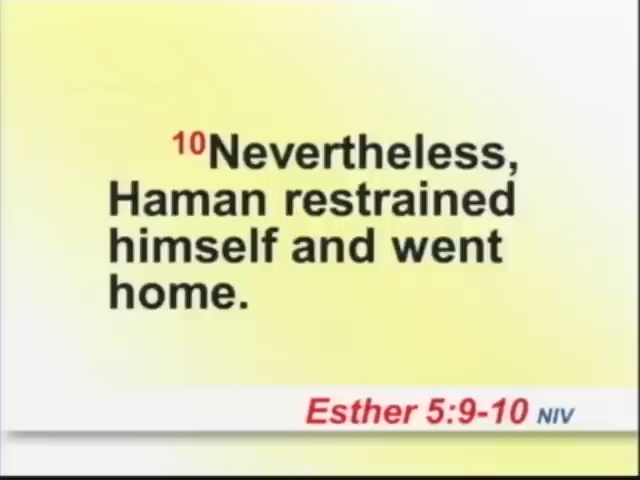 10Nevertheless,
Haman restrained
himself and went
home.
Esther 5:9-10 NIV